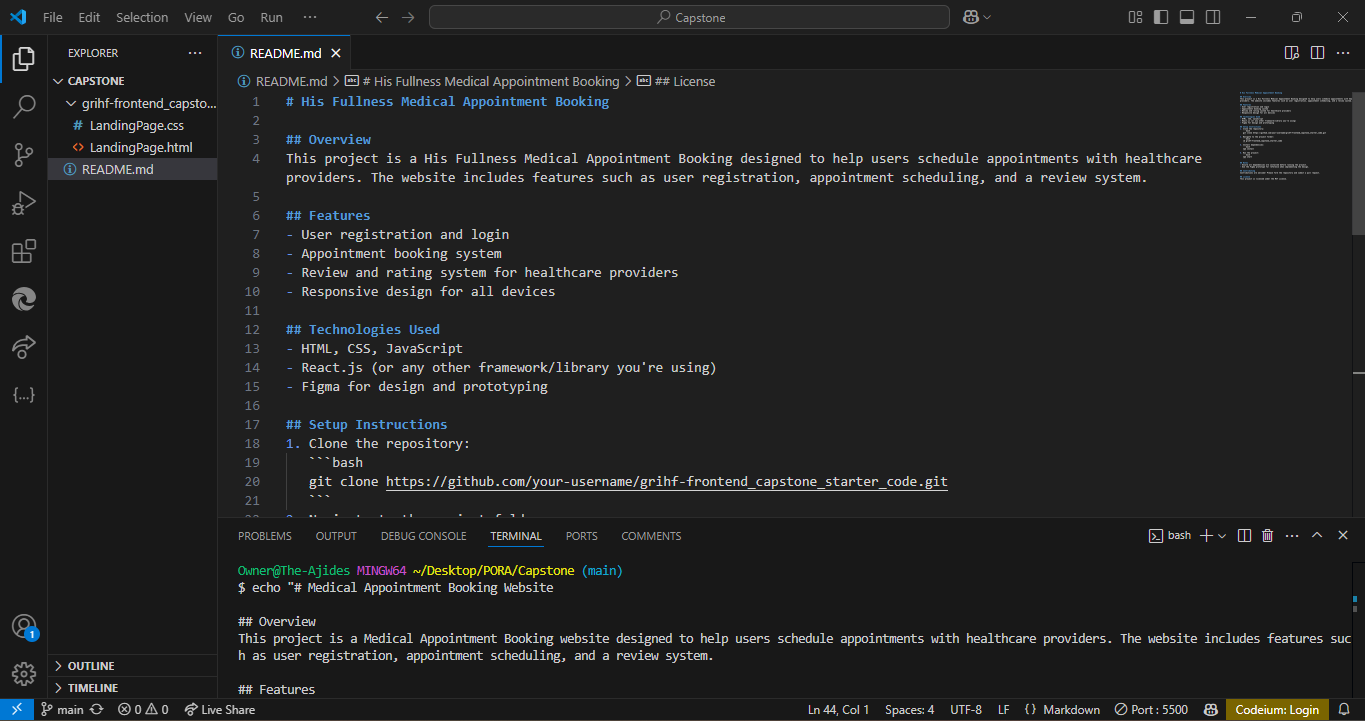 File Edit Selection View Go Run ··· Capstone
EXPLORER
README.md
CAPSTONE
README.md > # His Fullness Medical Appointment Booking > ## License
grihf-frontend_capsto...
# LandingPage.css
<> LandingPage.html
README.md
1 # His Fullness Medical Appointment Booking
2
3 ## Overview
4 This project is a His Fullness Medical Appointment Booking designed to help users schedule appointments with healthcare
providers. The website includes features such as user registration, appointment scheduling, and a review system.
5
6 ## Features
7 - User registration and login
8 - Appointment booking system
9 - Review and rating system for healthcare providers
10 - Responsive design for all devices
11
12 ## Technologies Used
13 - HTML, CSS, JavaScript
14 - React.js (or any other framework/library you're using)
15 - Figma for design and prototyping
16
17 ## Setup Instructions
18 1. Clone the repository:
19 ```bash
20 git clone https://github.com/your-username/grihf-frontend_capstone_starter_code.git
21 ```
PROBLEMS OUTPUT DEBUG CONSOLE TERMINAL PORTS COMMENTS
bash
Owner@The-Ajides MINGW64 ~/Desktop/PORA/Capstone (main)
$ echo "# Medical Appointment Booking Website
## Overview
This project is a Medical Appointment Booking website designed to help users schedule appointments with healthcare providers. The website includes features suc
h as user registration, appointment scheduling, and a review system.
## Features
1
OUTLINE
TIMELINE
main 0 0 Live Share Ln 44, Col 1 Spaces: 4 UTF-8 LF {} Markdown Port : 5500 Codeium: Login